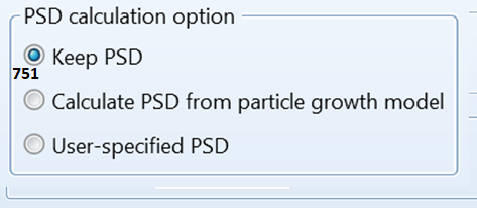 PSD calculation option
Keep PSD
751
Calculate PSD from particle growth model
User-specified PSD